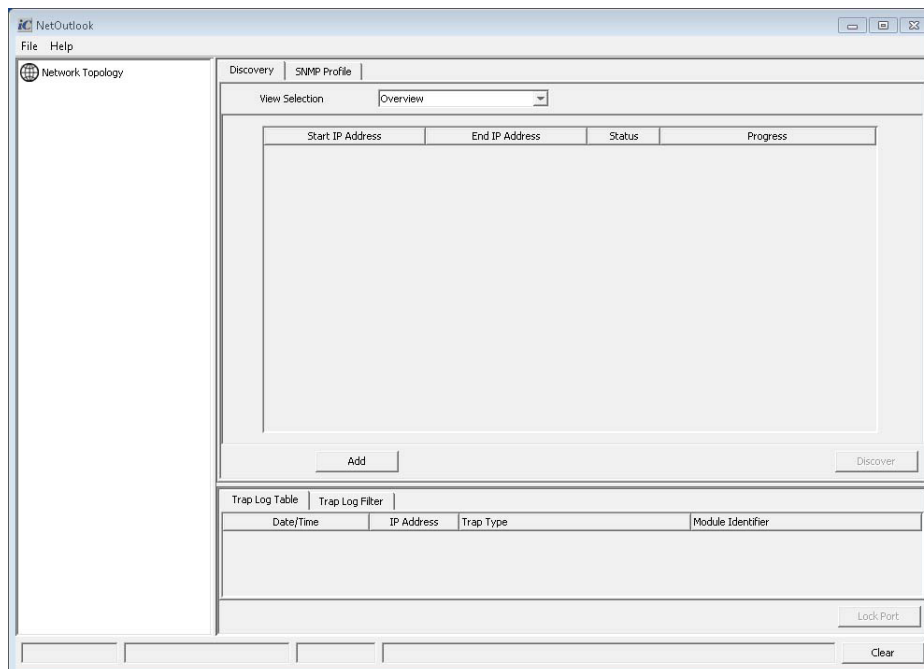 iC NetOutlook
File Help
Network Topology
Discovery SNMP Profile
View Selection Overview
Start IP Address End IP Address Status Progress
Add Discover
Trap Log Table Trap Log Filter
Date/Time IP Address Trap Type Module Identifier
Lock Port
Clear